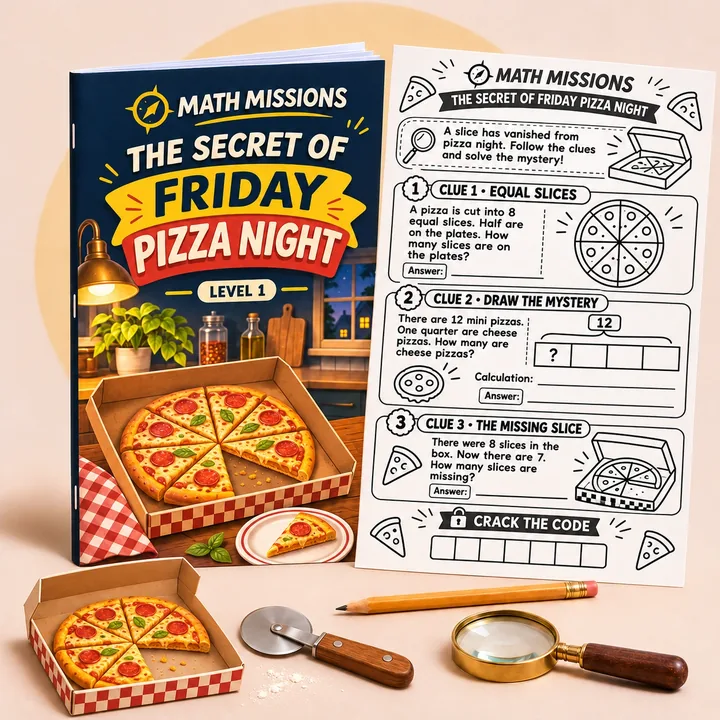 MATH MISSIONS
THE SECRET OF
FRIDAY
PIZZA NIGHT
LEVEL 1
MATH MISSIONS
THE SECRET OF FRIDAY PIZZA NIGHT
A slice has vanished from
pizza night. Follow the clues
and solve the mystery!
1 CLUE 1 • EQUAL SLICES
A pizza is cut into 8
equal slices. Half are
on the plates. How
many slices are on
the plates?
Answer:
2 CLUE 2 • DRAW THE MYSTERY
There are 12 mini pizzas.
One quarter are cheese
pizzas. How many are
cheese pizzas?
12
?
Calculation:
Answer:
3 CLUE 3 • THE MISSING SLICE
There were 8 slices in the
box. Now there are 7.
How many slices are
missing?
Answer:
CRACK THE CODE